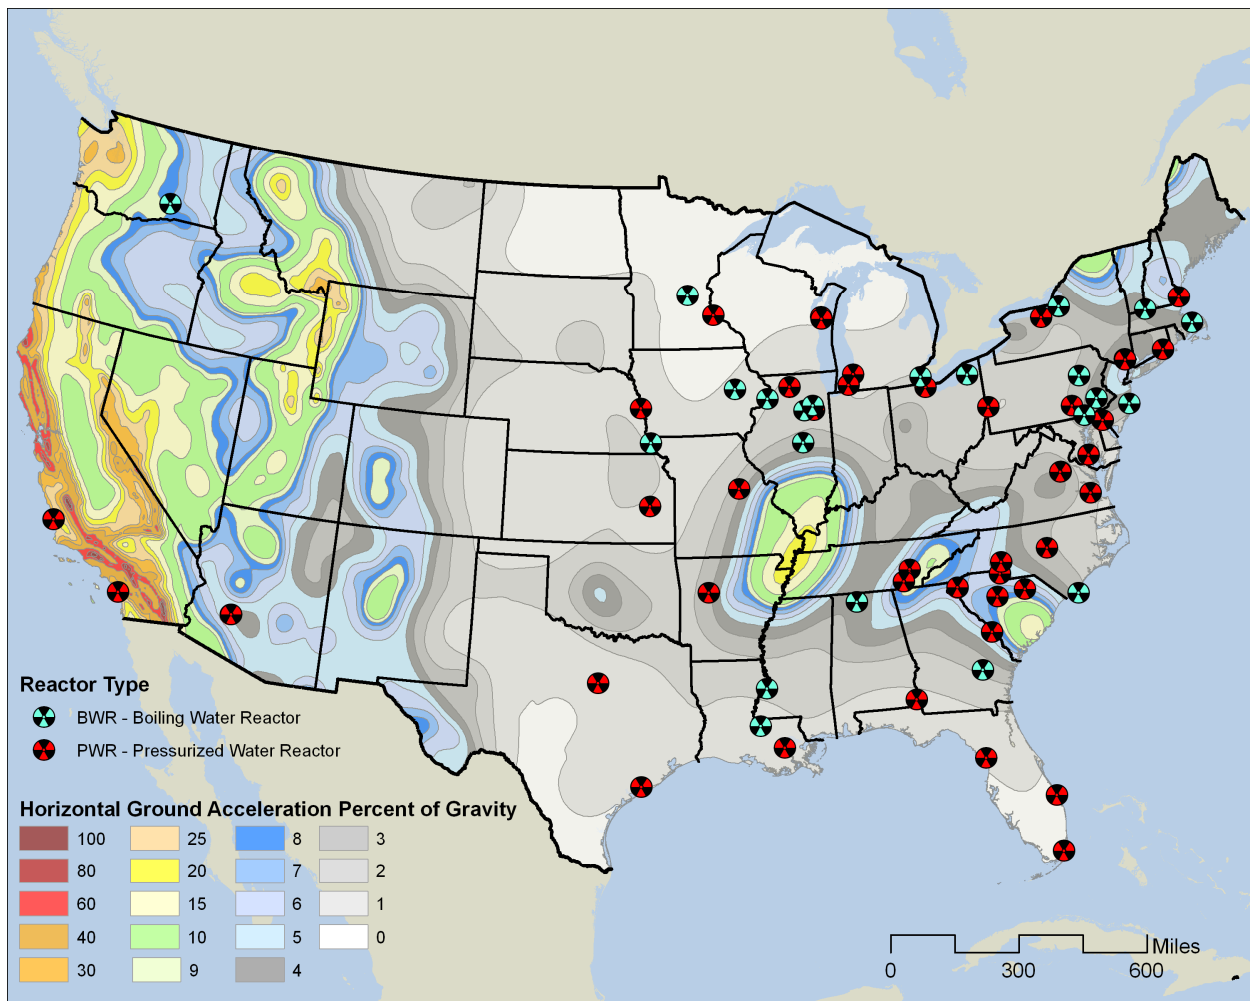 Reactor Type
BWR - Boiling Water Reactor
PWR - Pressurized Water Reactor
Horizontal Ground Acceleration Percent of Gravity
100 25 8 3
80 20 7 2
60 15 6 1
40 10 5 0
30 9 4
Miles
0 300 600